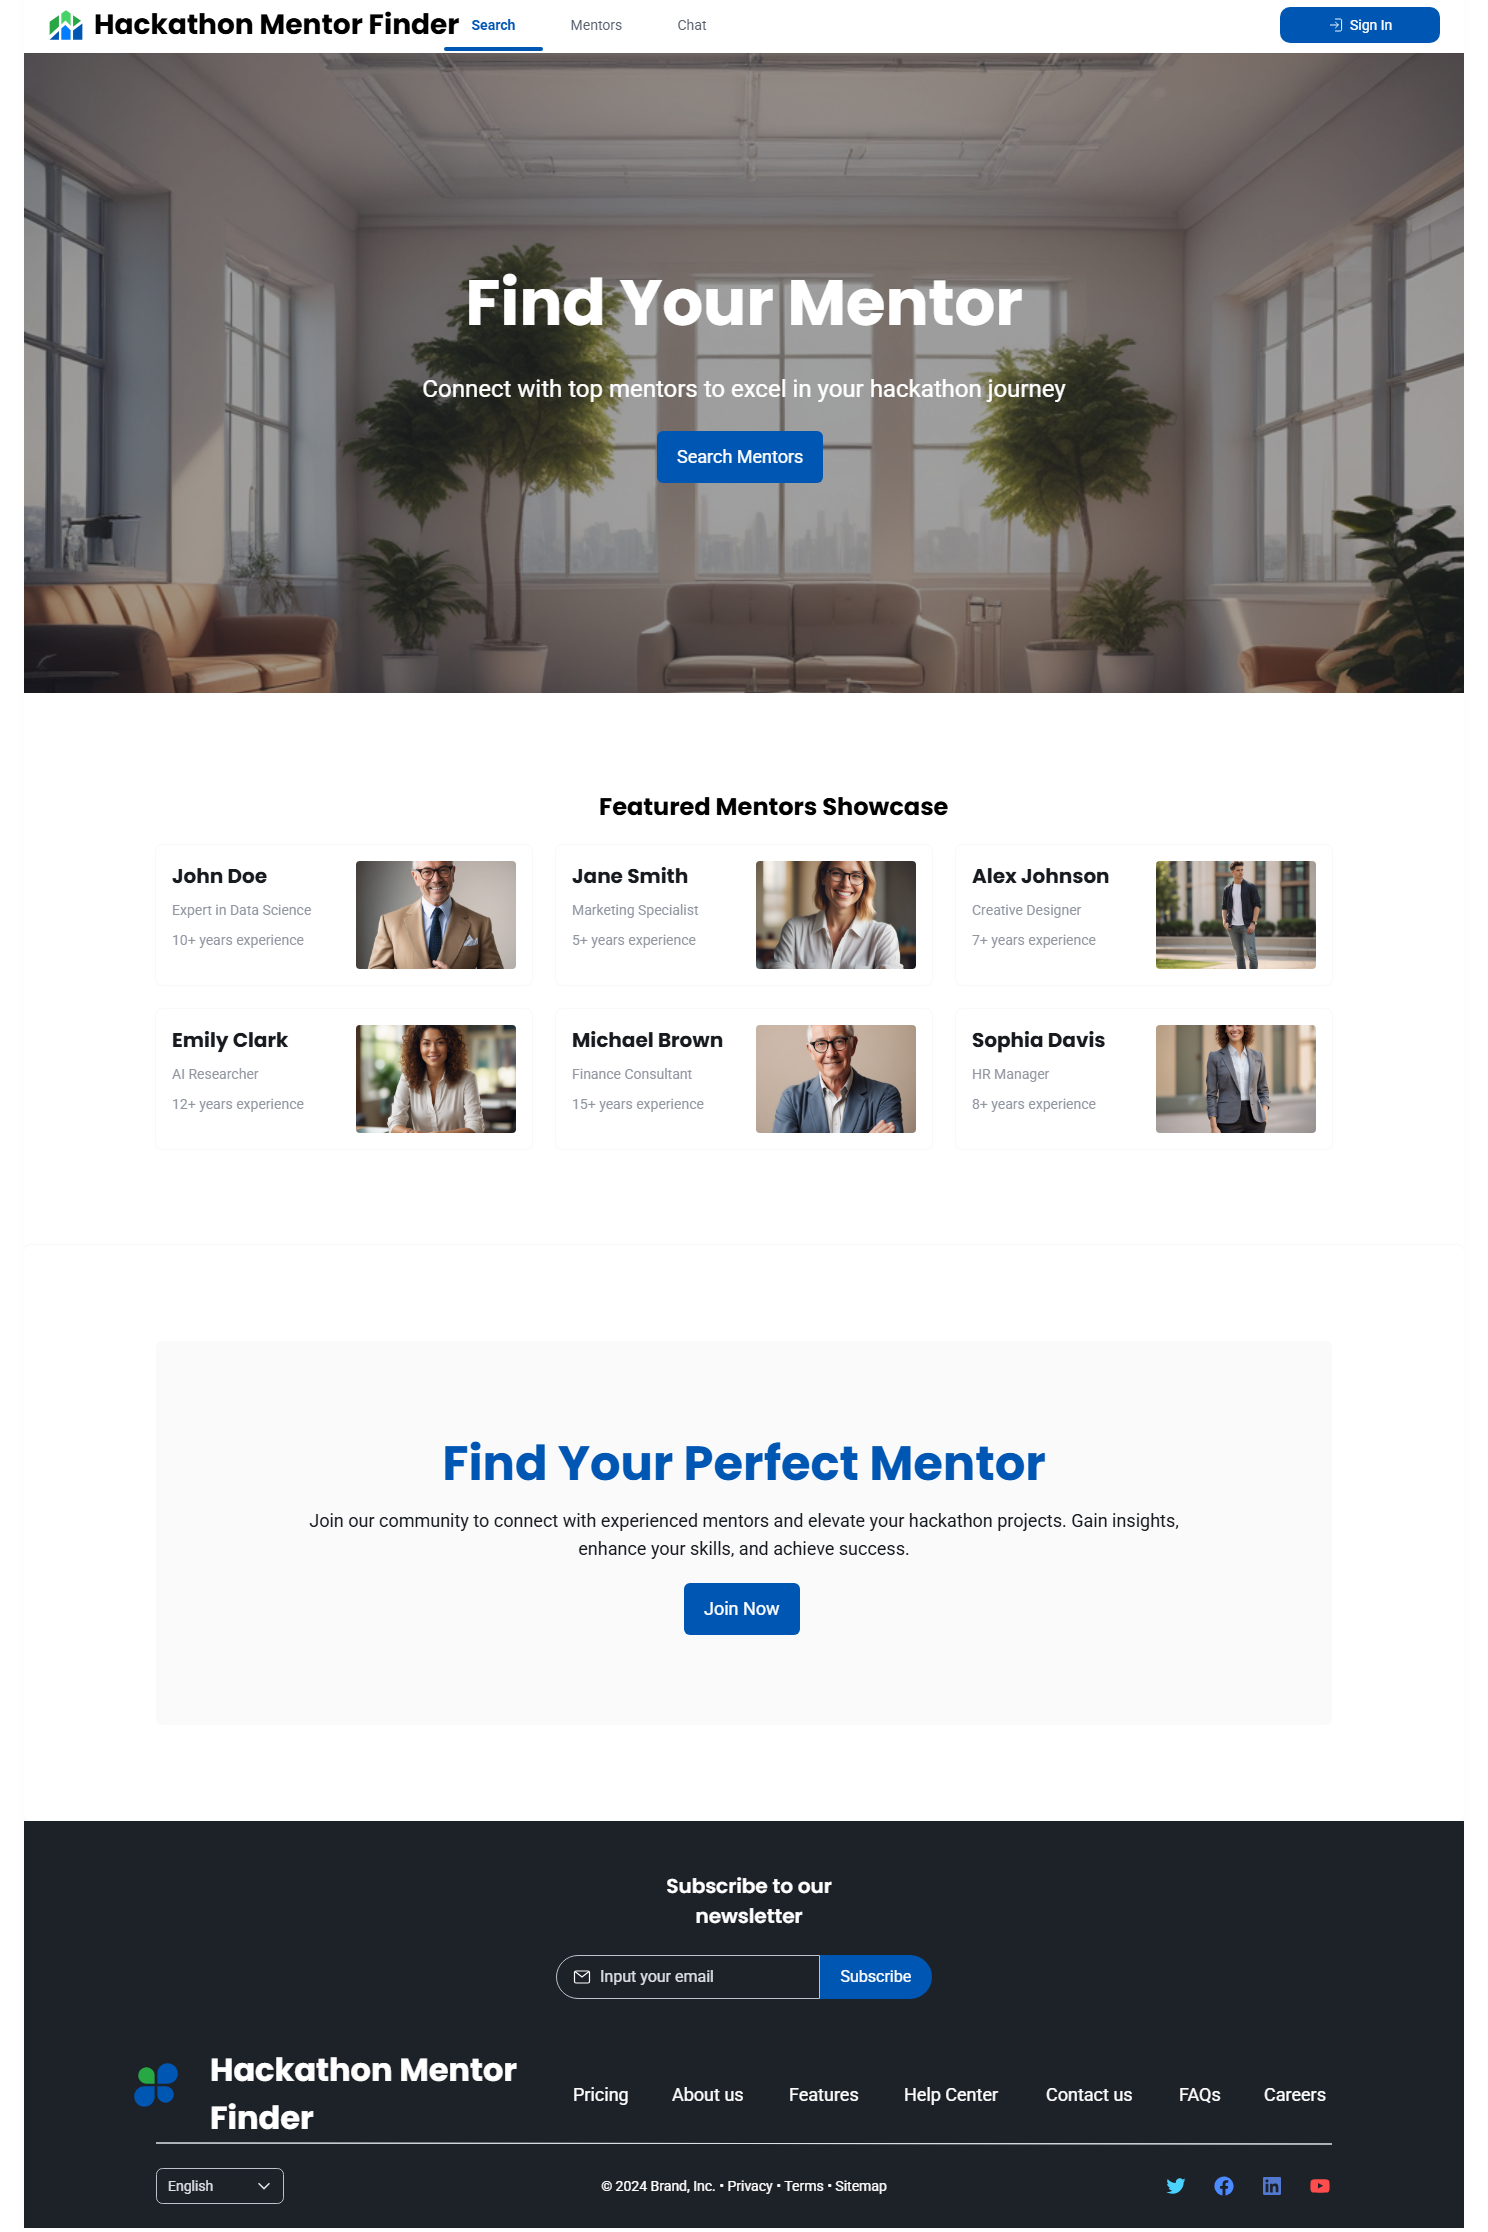 Hackathon Mentor Finder
Search
Mentors
Chat
Sign In
Find Your Mentor
Connect with top mentors to excel in your hackathon journey
Search Mentors
Featured Mentors Showcase
John Doe
Expert in Data Science
10+ years experience
Jane Smith
Marketing Specialist
5+ years experience
Alex Johnson
Creative Designer
7+ years experience
Emily Clark
AI Researcher
12+ years experience
Michael Brown
Finance Consultant
15+ years experience
Sophia Davis
HR Manager
8+ years experience
Find Your Perfect Mentor
Join our community to connect with experienced mentors and elevate your hackathon projects. Gain insights,
enhance your skills, and achieve success.
Join Now
Subscribe to our
newsletter
Input your email
Subscribe
Hackathon Mentor
Finder
Pricing
About us
Features
Help Center
Contact us
FAQs
Careers
English
© 2024 Brand, Inc. • Privacy • Terms • Sitemap